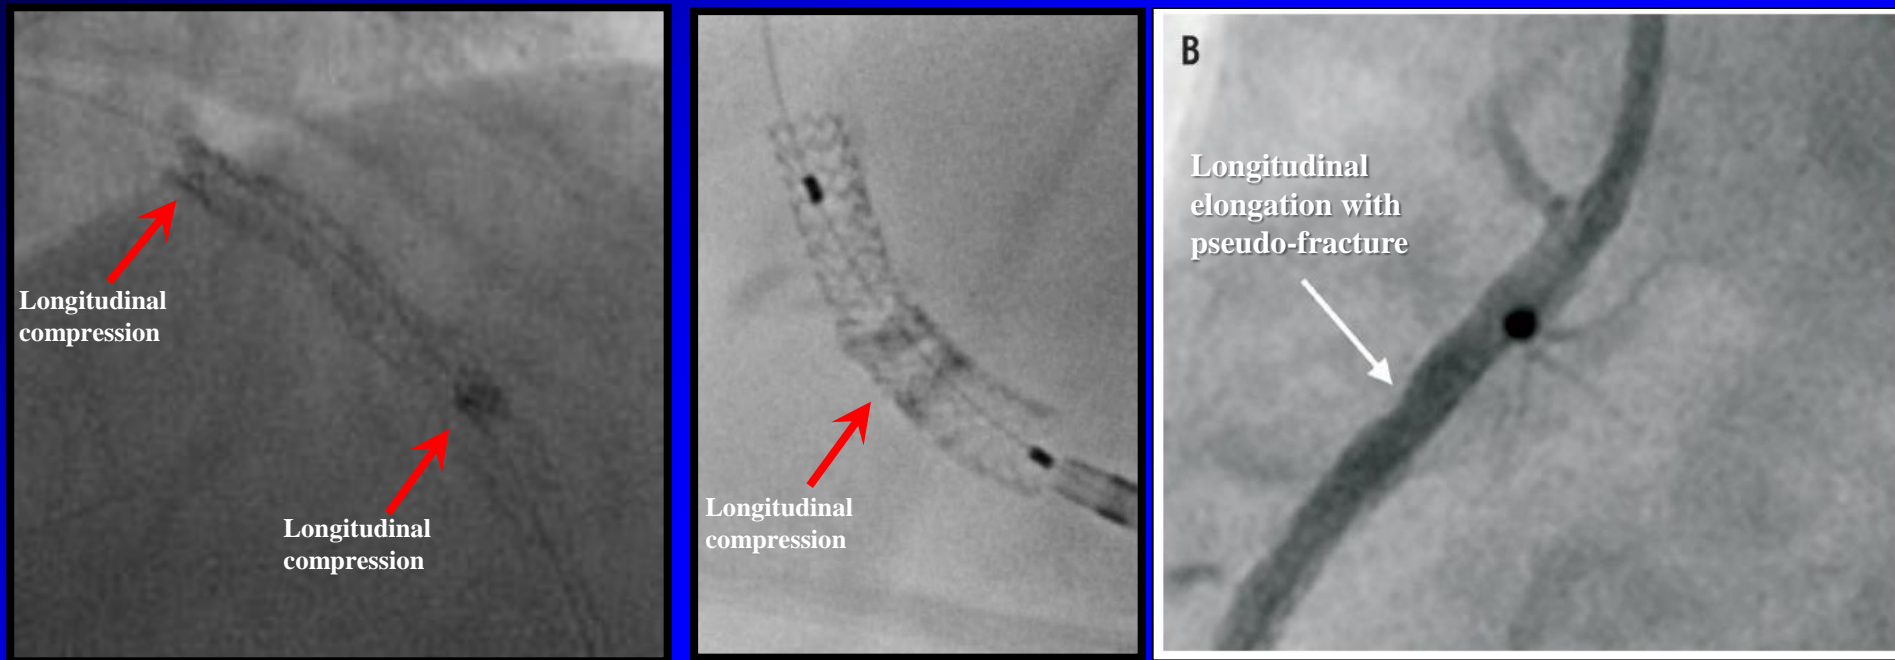 Longitudinal
compression
Longitudinal
compression
Longitudinal
compression
B
Longitudinal
elongation with
pseudo-fracture